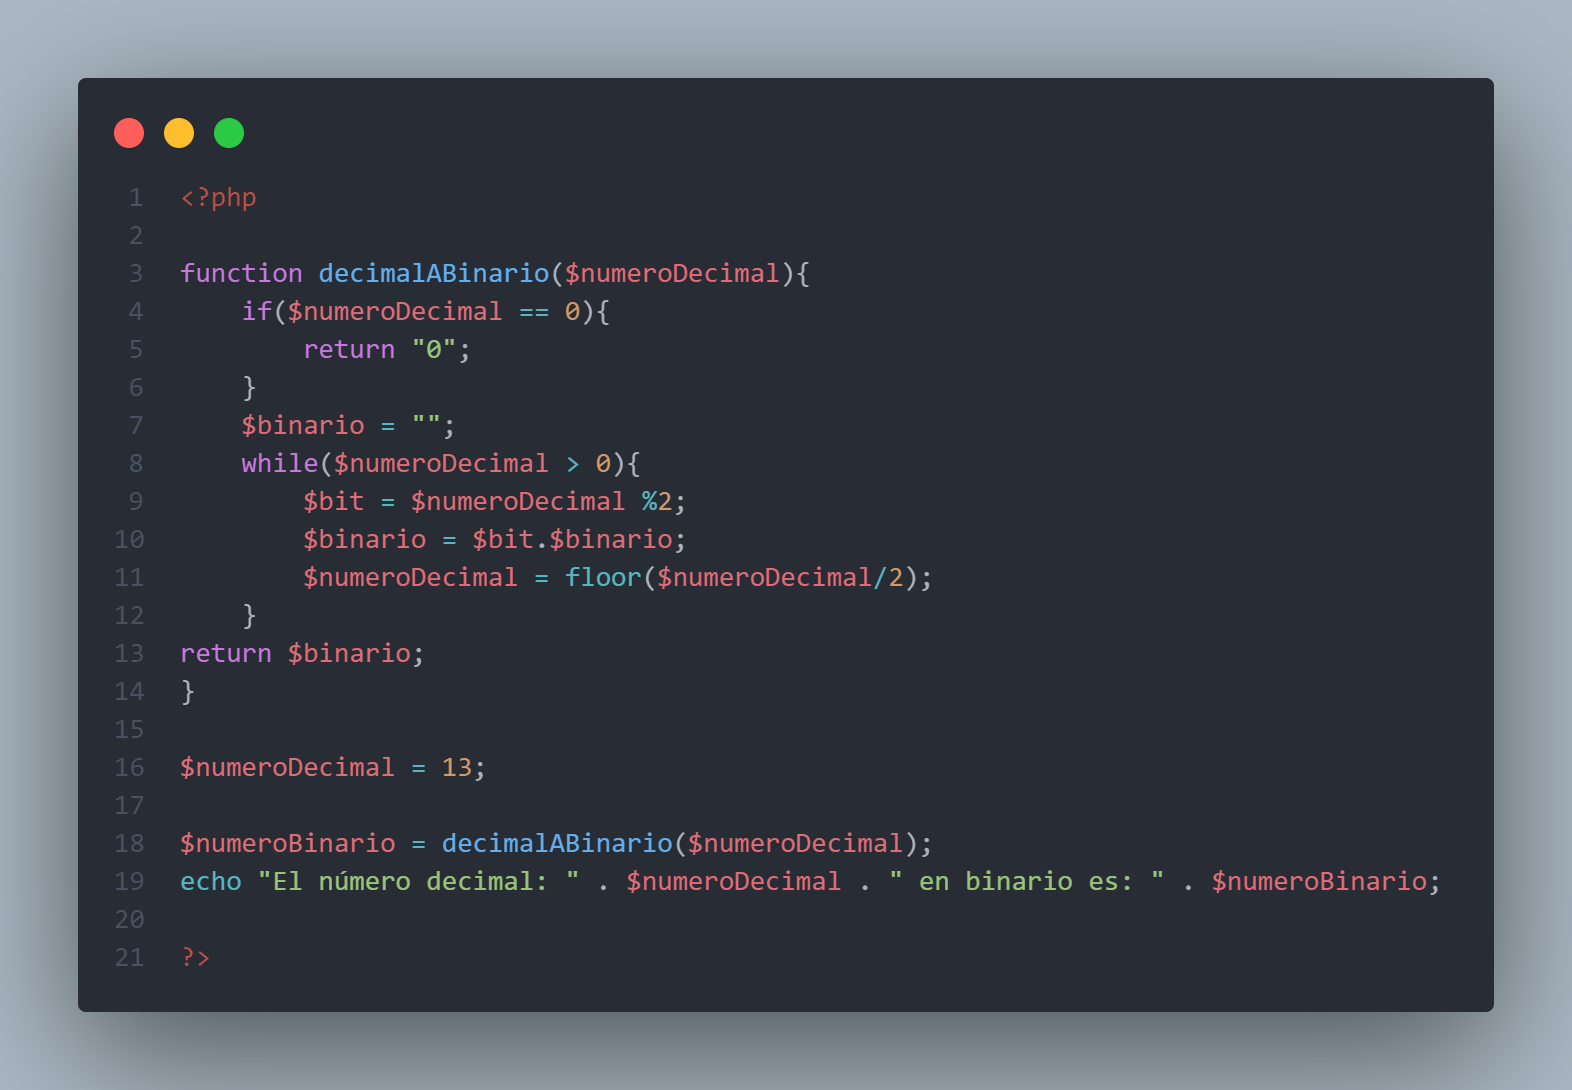 1 <?php
2
3 function decimalABinario($numeroDecimal){
4     if($numeroDecimal == 0){
5         return "0";
6     }
7     $binario = "";
8     while($numeroDecimal > 0){
9         $bit = $numeroDecimal %2;
10         $binario = $bit.$binario;
11         $numeroDecimal = floor($numeroDecimal/2);
12     }
13 return $binario;
14 }
15
16 $numeroDecimal = 13;
17
18 $numeroBinario = decimalABinario($numeroDecimal);
19 echo "El número decimal: " . $numeroDecimal . " en binario es: " . $numeroBinario;
20
21 ?>